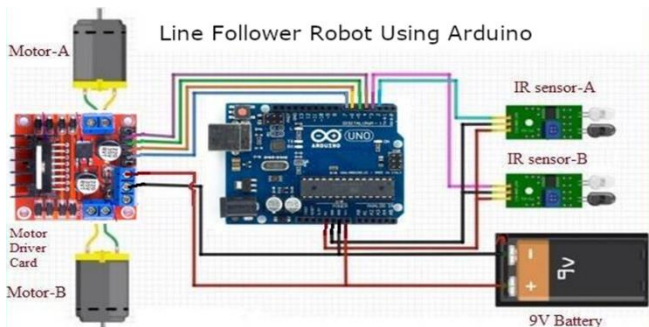 Line Follower Robot Using Arduino
Motor-A
IR sensor-A
UNO
ARDUINO
IR sensor-B
Motor
Driver
Card
Motor-B
9V
9V Battery